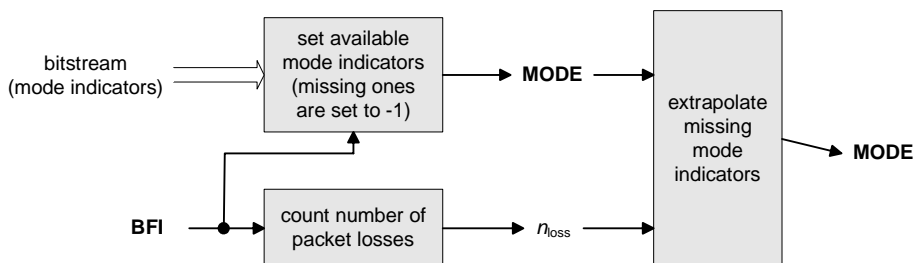 bitstream
(mode indicators)
set available
mode indicators
(missing ones
are set to -1)
MODE
extrapolate
missing
mode
indicators
MODE
BFI
count number of
packet losses
nloss